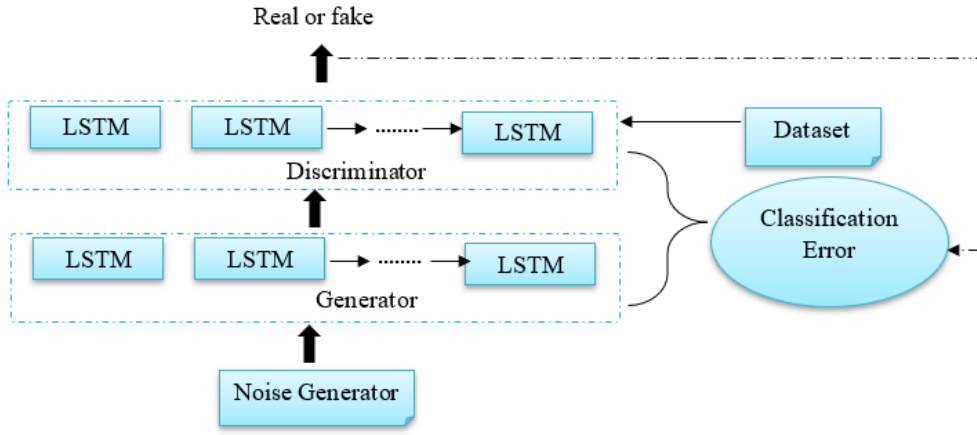 Real or fake
LSTM LSTM ........ LSTM
Dataset
Discriminator
Classification
Error
LSTM LSTM ........ LSTM
Generator
Noise Generator